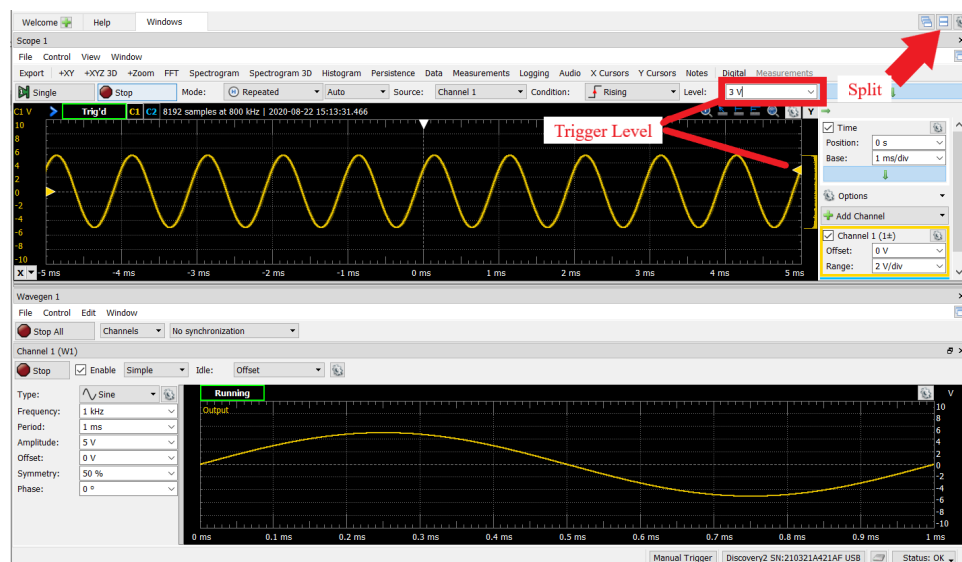 Welcome Help Windows
Scope 1
File Control View Window
Export +XY +XYZ 3D +Zoom FFT Spectrogram Spectrogram 3D Histogram Persistence Data Measurements Logging Audio X Cursors Y Cursors Notes Digital Measurements
Single Stop Mode: Repeated Auto Source: Channel 1 Condition: Rising Level: 3 V Split
C1 V Trig'd C1 C2 8192 samples at 800 kHz | 2020-08-22 15:13:31.466 Y
Trigger Level
10
8
6
4
2
0
-2
-4
-6
-8
-10
X -5 ms -4 ms -3 ms -2 ms -1 ms 0 ms 1 ms 2 ms 3 ms 4 ms 5 ms
Time
Position: 0 s
Base: 1 ms/div
Options
Add Channel
Channel 1 (1±)
Offset: 0 V
Range: 2 V/div
Wavegen 1
File Control Edit Window
Stop All Channels No synchronization
Channel 1 (W1)
Stop Enable Simple Idle: Offset
Type: Sine
Frequency: 1 kHz
Period: 1 ms
Amplitude: 5 V
Offset: 0 V
Symmetry: 50 %
Phase: 0 º
Running V
Output
10
8
6
4
2
0
-2
-4
-6
-8
-10
0 ms 0.1 ms 0.2 ms 0.3 ms 0.4 ms 0.5 ms 0.6 ms 0.7 ms 0.8 ms 0.9 ms 1 ms
Manual Trigger Discovery2 SN:210321A421AF USB Status: OK